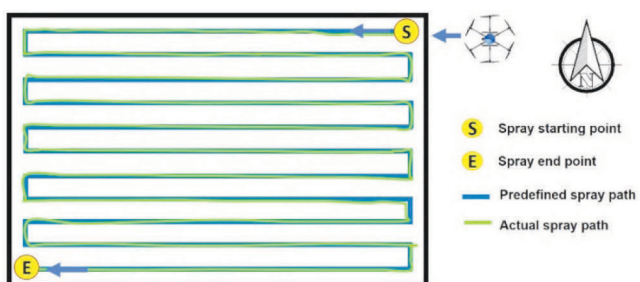 S
N
S Spray starting point
E Spray end point
Predefined spray path
Actual spray path
E